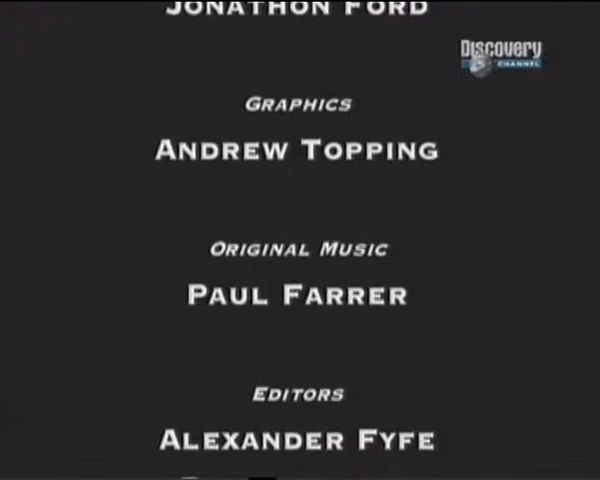 JONATHON FORD
Discovery
CHANNEL
GRAPHICS
ANDREW TOPPING
ORIGINAL MUSIC
PAUL FARRER
EDITORS
ALEXANDER FYFE